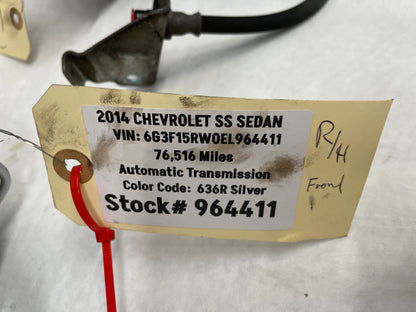 2014 CHEVROLET SS SEDAN
VIN: 6G3F15RW0EL964411
76,516 Miles
Automatic Transmission
Color Code: 636R Silver
Stock# 964411
R/H
Front